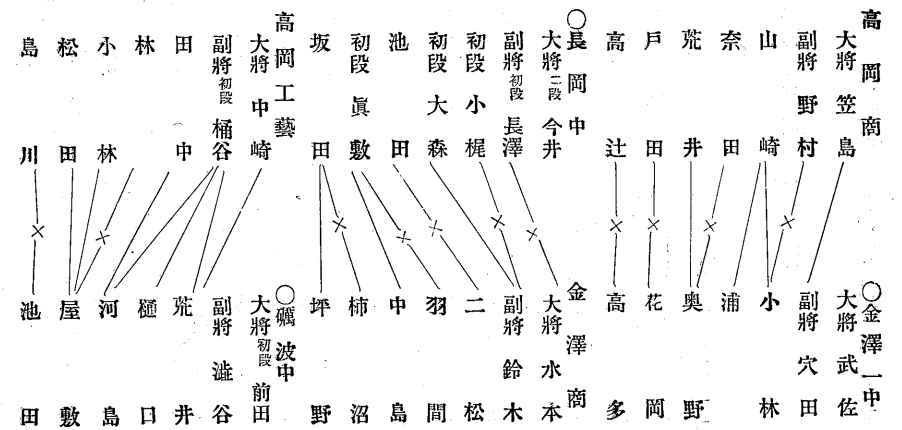 高岡商
大將 笠島
副將 野村
山崎
奈田
荒井
戸田
高辻
○金澤一中
大將 武佐
副將 穴田
小林
浦
奥野
花岡
高多
○長岡中
大將 二段 今井
副將 初段 長澤
初段 小梶
初段 大森
池田
初段 眞敷
坂田
金澤商
大將 水本
副將 鈴木
二松
羽間
中島
柿沼
坪野
高岡工藝
大將 中崎
副將 初段 桶谷
田中
林
小林
松田
島川
○礪波中
大將 初段 前田
副將 澁谷
荒井
樋口
河島
屋敷
池田